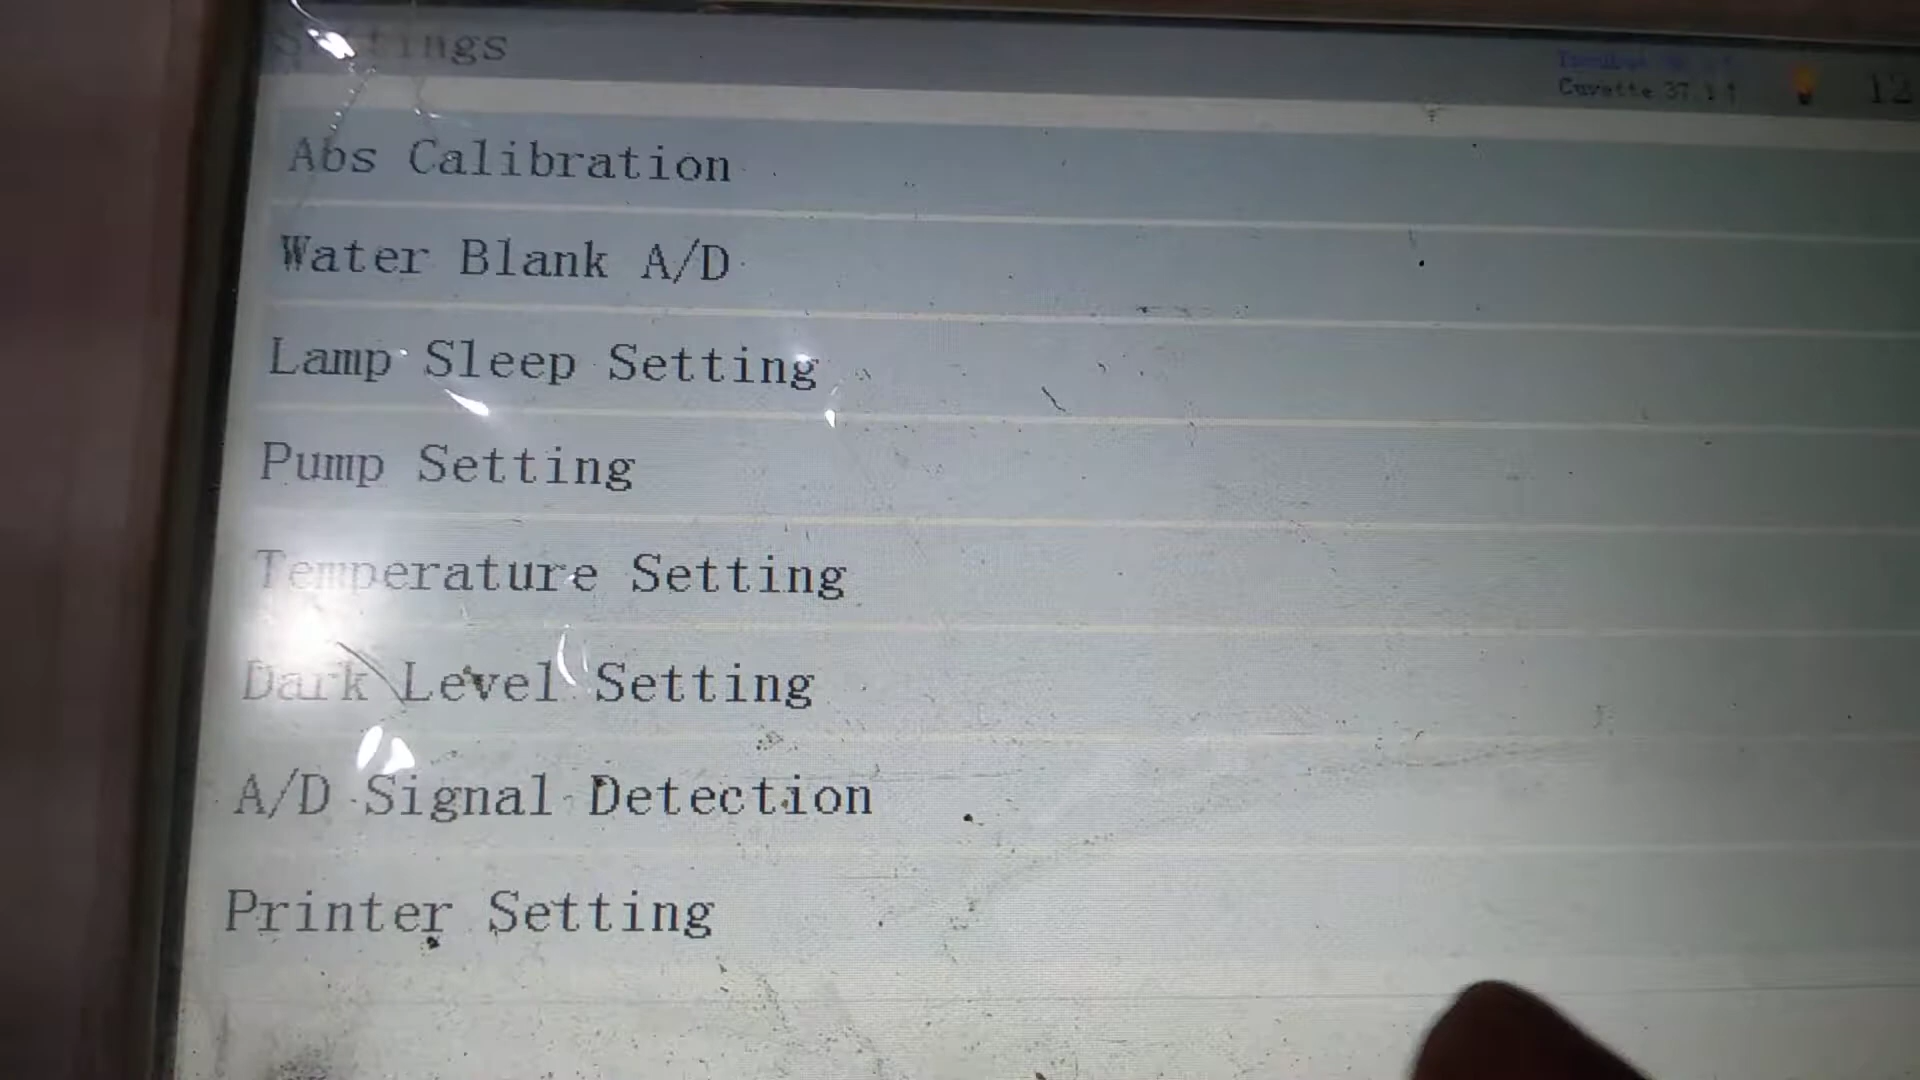 Settings
Cuvette 37.1↑
12
Abs Calibration
Water Blank A/D
Lamp Sleep Setting
Pump Setting
Temperature Setting
Dark Level Setting
A/D Signal Detection
Printer Setting